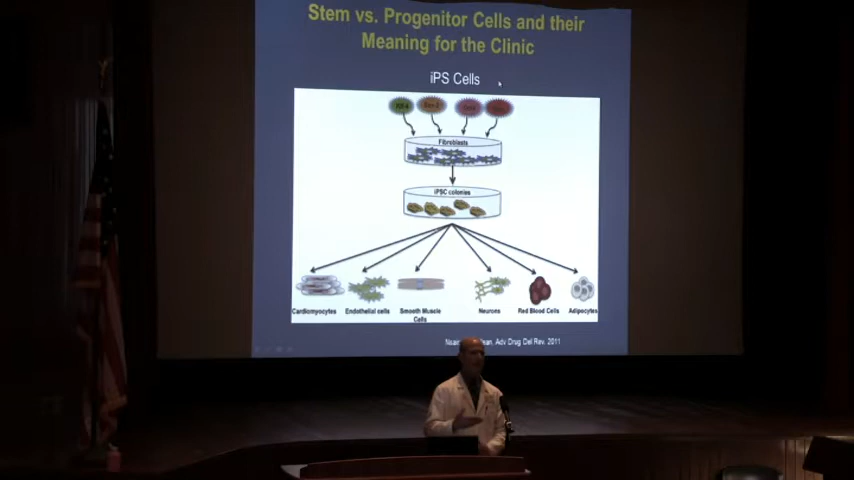 Stem vs. Progenitor Cells and their
Meaning for the Clinic
iPS Cells
Fibroblasts
iPSC colonies
Cardiomyocytes
Endothelial cells
Smooth Muscle
Cells
Neurons
Red Blood Cells
Adipocytes
Adv Drug Del Rev. 2011